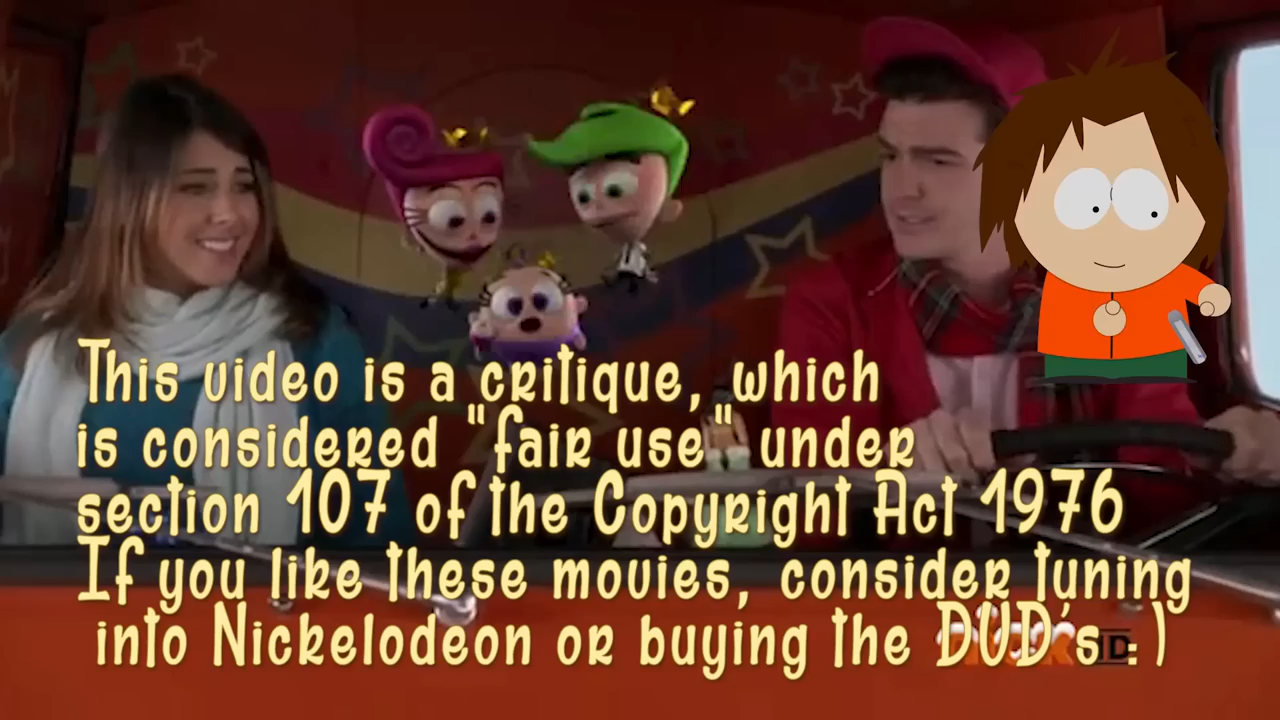 This video is a critique, which
is considered "fair use" under
section 107 of the Copyright Act 1976
If you like these movies, consider tuning
into Nickelodeon or buying the DVD's :)